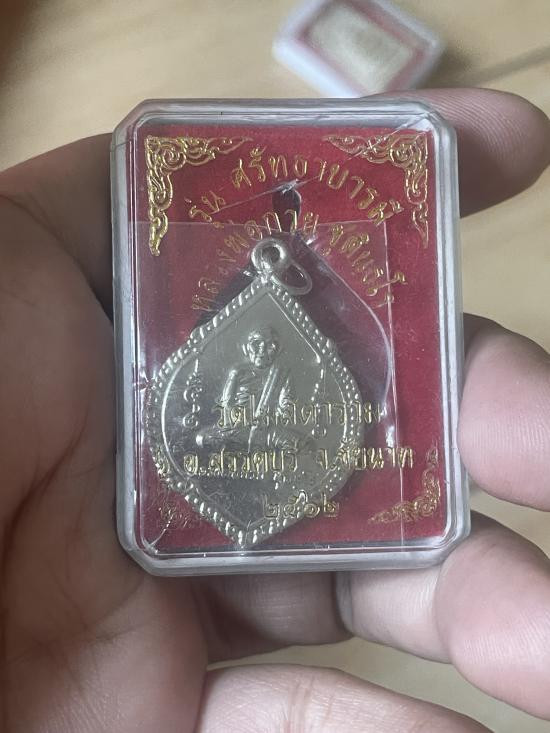 รุ่น ศรัทธาบารมี
หลวงพ่อกวย ชุตินฺธโร
วัดโฆสิตาราม
อ.สรรคบุรี จ.ชัยนาท
๒๕๖๒